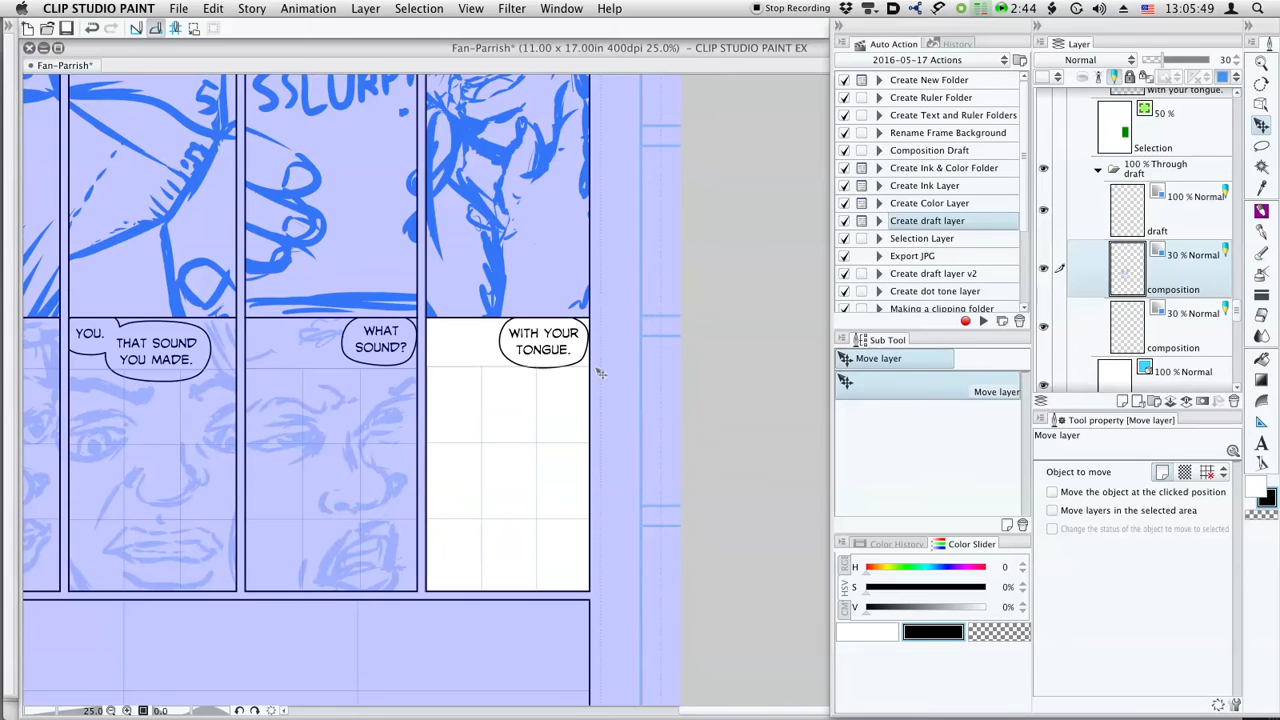 CLIP STUDIO PAINT File Edit Story Animation Layer Selection View Filter Window Help Stop Recording 2:44 13:05:49
Fan-Parrish* (11.00 x 17.00in 400dpi 25.0%) - CLIP STUDIO PAINT EX
Fan-Parrish*
SSLURP
YOU.
THAT SOUND
YOU MADE.
WHAT
SOUND?
WITH YOUR
TONGUE.
25.0 0.0
Auto Action History
2016-05-17 Actions
Create New Folder
Create Ruler Folder
Create Text and Ruler Folders
Rename Frame Background
Composition Draft
Create Ink & Color Folder
Create Ink Layer
Create Color Layer
Create draft layer
Selection Layer
Export JPG
Create draft layer v2
Create dot tone layer
Making a clipping folder
Sub Tool
Move layer
Move layer
Color History Color Slider
RGB
HSV
H 0
S 0%
V 0%
Layer
Normal 30
With your tongue.
50 %
Selection
100 % Through
draft
100 % Normal
draft
30 % Normal
composition
30 % Normal
composition
100 % Normal
Tool property [Move layer]
Move layer
Object to move
Move the object at the clicked position
Move layers in the selected area
Change the status of the object to move to selected